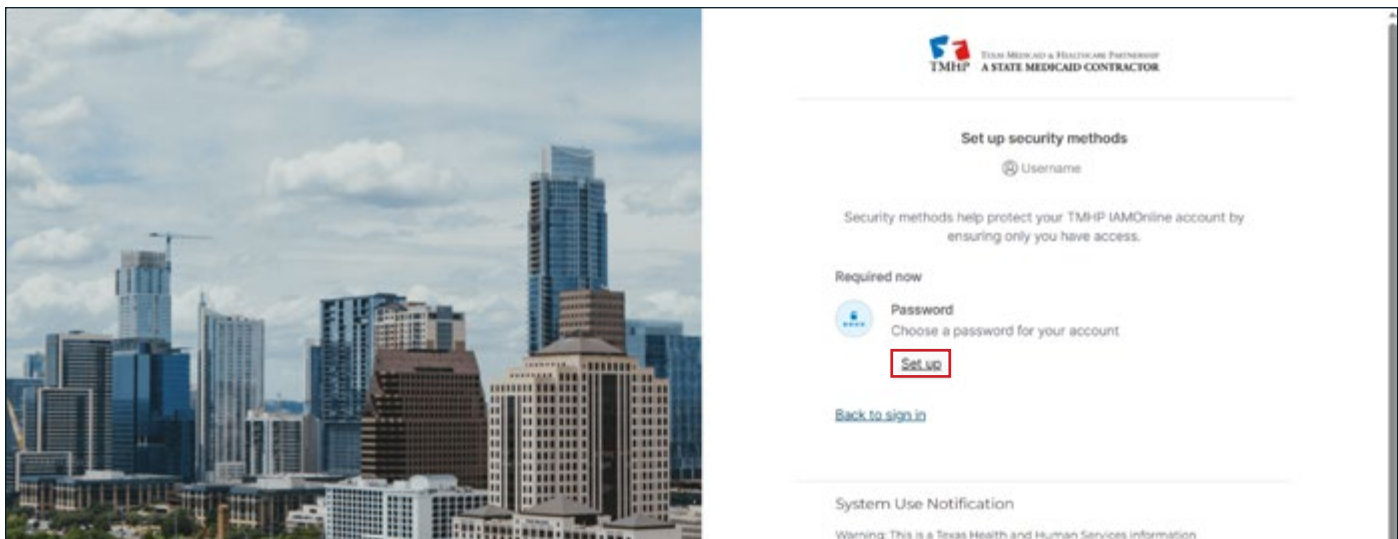 TMHP
TEXAS MEDICAID & HEALTHCARE PARTNERSHIP
A STATE MEDICAID CONTRACTOR
Set up security methods
Username
Security methods help protect your TMHP IAMOnline account by
ensuring only you have access.
Required now
Password
Choose a password for your account
Set up
Back to sign in
System Use Notification
Warning: This is a Texas Health and Human Services information